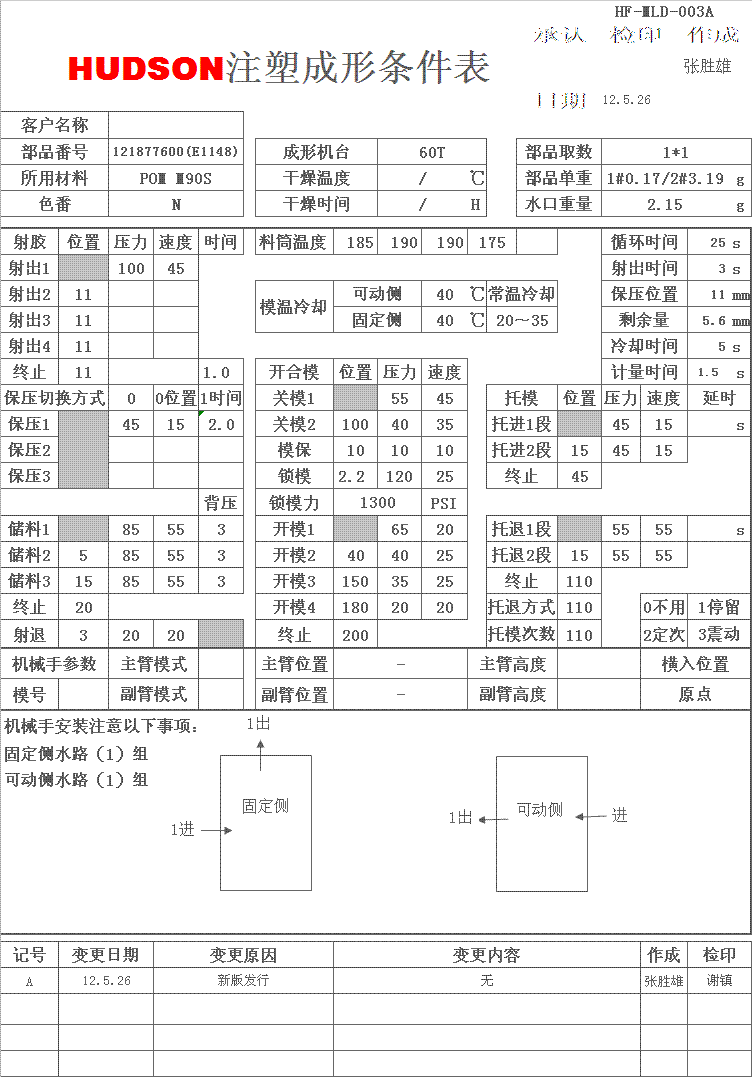 HF-MLD-003A
承认 检印 作成
HUDSON注塑成形条件表
张胜雄
日期 12.5.26
客户名称
部品番号 121877600(E1148) 成形机台 60T 部品取数 1*1
所用材料 POM M90S 干燥温度 / ℃ 部品单重 1#0.17/2#3.19 g
色番 N 干燥时间 / H 水口重量 2.15 g
射胶 位置 压力 速度 时间 料筒温度 185 190 190 175 循环时间 25 s
射出1 100 45 射出时间 3 s
射出2 11 模温冷却 可动侧 40 ℃ 常温冷却 保压位置 11 mm
射出3 11 固定侧 40 ℃ 20～35 剩余量 5.6 mm
射出4 11 冷却时间 5 s
终止 11 1.0 开合模 位置 压力 速度 计量时间 1.5 s
保压切换方式 0 0位置 1时间 关模1 55 45 托模 位置 压力 速度 延时
保压1 45 15 2.0 关模2 100 40 35 托进1段 45 15 s
保压2 模保 10 10 10 托进2段 15 45 15
保压3 锁模 2.2 120 25 终止 45
背压 锁模力 1300 PSI
储料1 85 55 3 开模1 65 20 托退1段 55 55 s
储料2 5 85 55 3 开模2 40 40 25 托退2段 15 55 55
储料3 15 85 55 3 开模3 150 35 25 终止 110
终止 20 开模4 180 20 20 托退方式 110 0不用 1停留
射退 3 20 20 终止 200 托模次数 110 2定次 3震动
机械手参数 主臂模式 主臂位置 - 主臂高度 横入位置
模号 副臂模式 副臂位置 - 副臂高度 原点
机械手安装注意以下事项:
固定侧水路（1）组
可动侧水路（1）组
1出
固定侧
1进
可动侧
1出
进
记号 变更日期 变更原因 变更内容 作成 检印
A 12.5.26 新版发行 无 张胜雄 谢镇